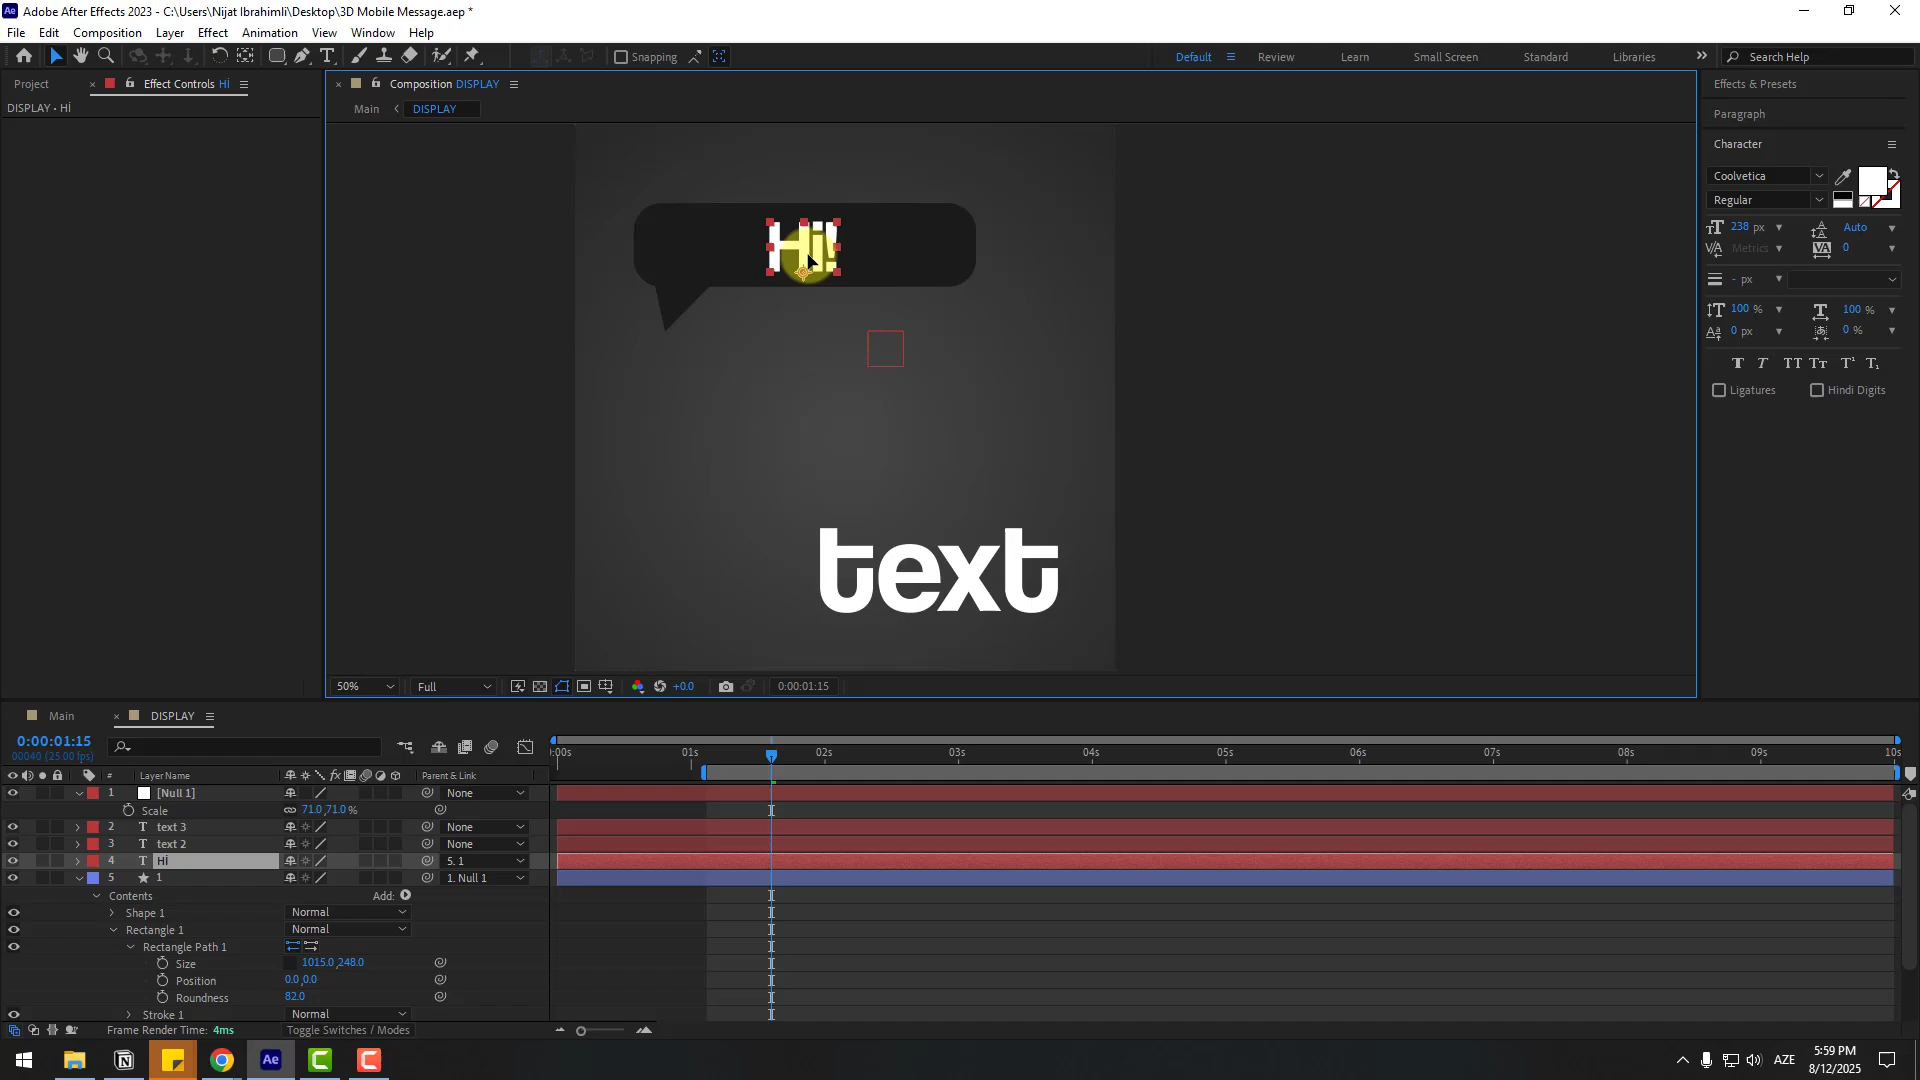 Adobe After Effects 2023 - C:\Users\Nijat Ibrahimli\Desktop\3D Mobile Message.aep *
File Edit Composition Layer Effect Animation View Window Help
Snapping
Default Review Learn Small Screen Standard Libraries Search Help
Project Effect Controls Hİ
DISPLAY • Hİ
Composition DISPLAY
Main DISPLAY
text
50% Full +0.0 0:00:01:15
Effects & Presets
Paragraph
Character
Coolvetica
Regular
238 px Auto
Metrics 0
- px
100 % 100 %
0 px 0 %
Ligatures Hindi Digits
Main DISPLAY
0:00:01:15
00040 (25.00 fps)
:00s 01s 02s 03s 04s 05s 06s 07s 08s 09s 10s
# Layer Name Parent & Link
1 [Null 1] None
Scale 71.0,71.0 %
2 T text 3 None
3 T text 2 None
4 T Hİ 5. 1
5 1 1. Null 1
Contents Add:
Shape 1 Normal
Rectangle 1 Normal
Rectangle Path 1
Size 1015.0,248.0
Position 0.0,0.0
Roundness 82.0
Stroke 1 Normal
Frame Render Time: 4ms Toggle Switches / Modes
AZE 5:59 PM
8/12/2025